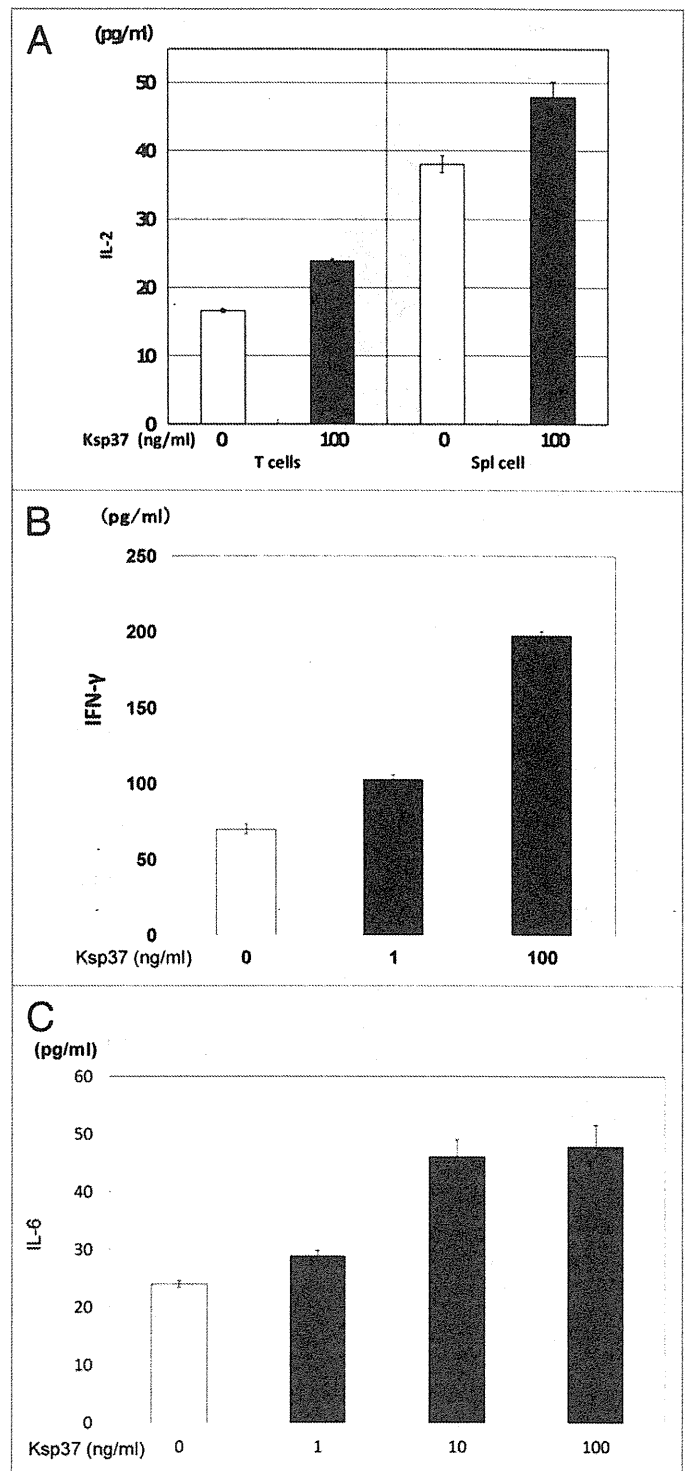 A
(pg/ml)
50
40
30
20
10
0
IL-2
Ksp37 (ng/ml) 0 100 0 100
T cells Spl cell
B
(pg/ml)
250
200
150
100
50
0
IFN-γ
Ksp37 (ng/ml) 0 1 100
C
(pg/ml)
60
50
40
30
20
10
0
IL-6
Ksp37 (ng/ml) 0 1 10 100